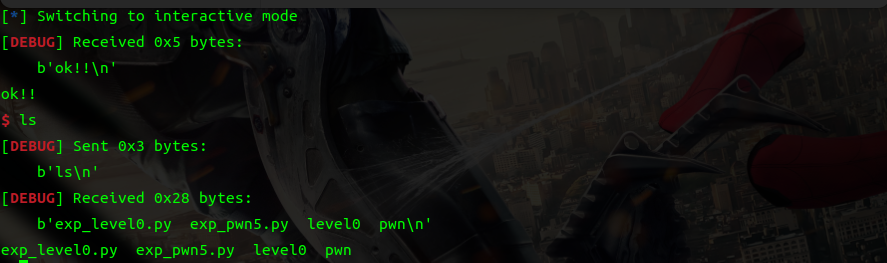 [*] Switching to interactive mode
[DEBUG] Received 0x5 bytes:
    b'ok!!\n'
ok!!
$ ls
[DEBUG] Sent 0x3 bytes:
    b'ls\n'
[DEBUG] Received 0x28 bytes:
    b'exp_level0.py  exp_pwn5.py  level0  pwn\n'
exp_level0.py  exp_pwn5.py  level0  pwn